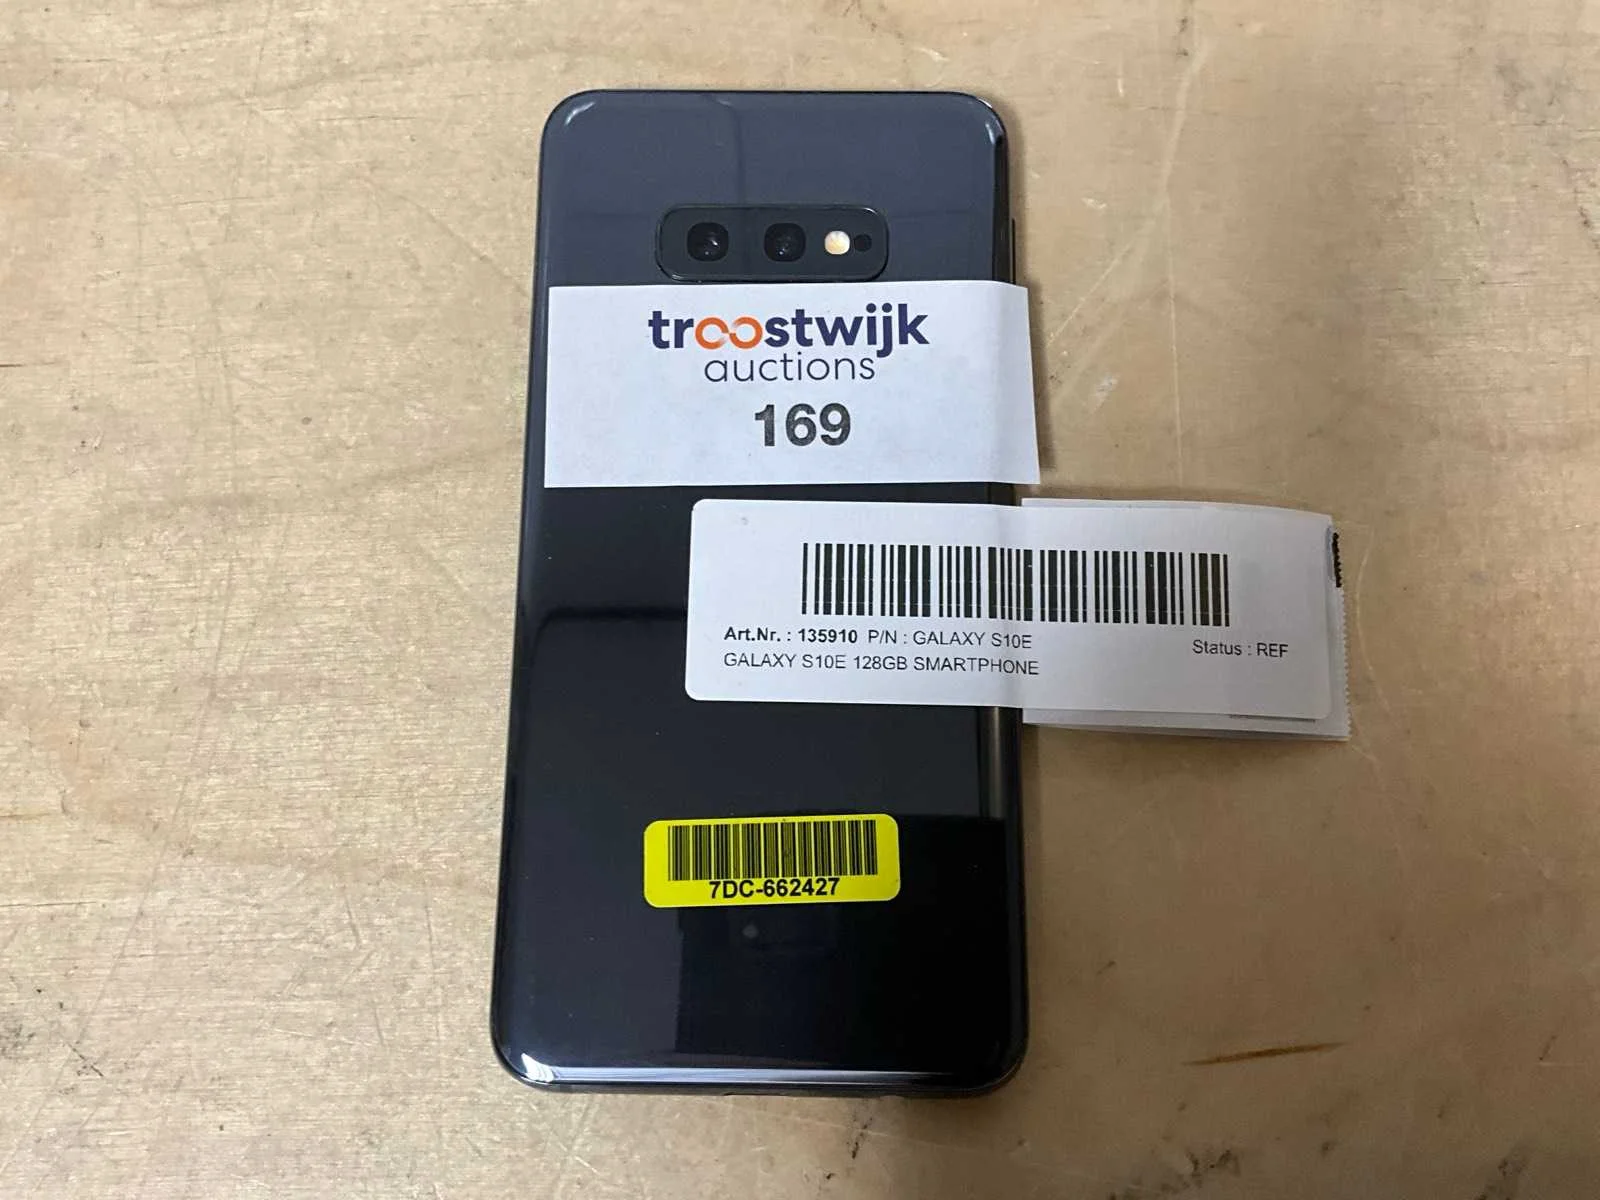 troostwijk
auctions
169
Art.Nr. : 135910 P/N : GALAXY S10E
Status : REF
GALAXY S10E 128GB SMARTPHONE
7DC-662427